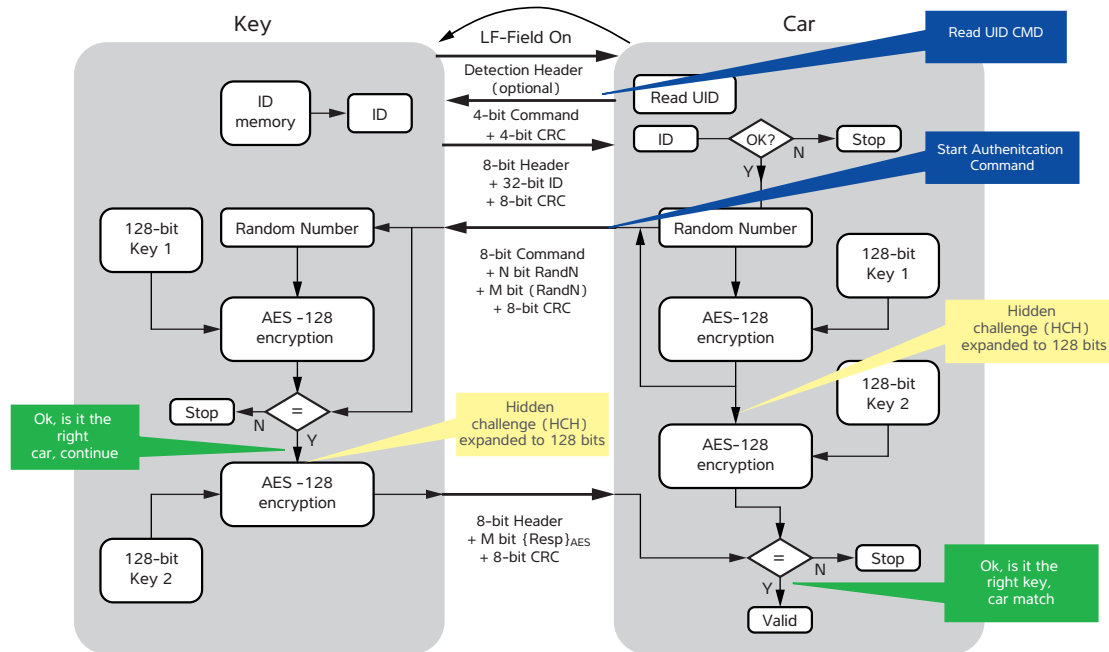 Key
Car
LF-Field On
Read UID CMD
Detection Header
(optional)
Read UID
ID
memory
ID
4-bit Command
+ 4-bit CRC
ID
OK?
N
Stop
Y
8-bit Header
+ 32-bit ID
+ 8-bit CRC
Start Authenitcation
Command
128-bit
Key 1
Random Number
Random Number
8-bit Command
+ N bit RandN
+ M bit (RandN)
+ 8-bit CRC
128-bit
Key 1
AES -128
encryption
AES-128
encryption
Hidden
challenge (HCH)
expanded to 128 bits
128-bit
Key 2
Stop
N
=
Y
Ok, is it the
right
car, continue
Hidden
challenge (HCH)
expanded to 128 bits
AES-128
encryption
AES -128
encryption
8-bit Header
+ M bit {Resp}AES
+ 8-bit CRC
128-bit
Key 2
=
N
Stop
Y
Valid
Ok, is it the
right key,
car match